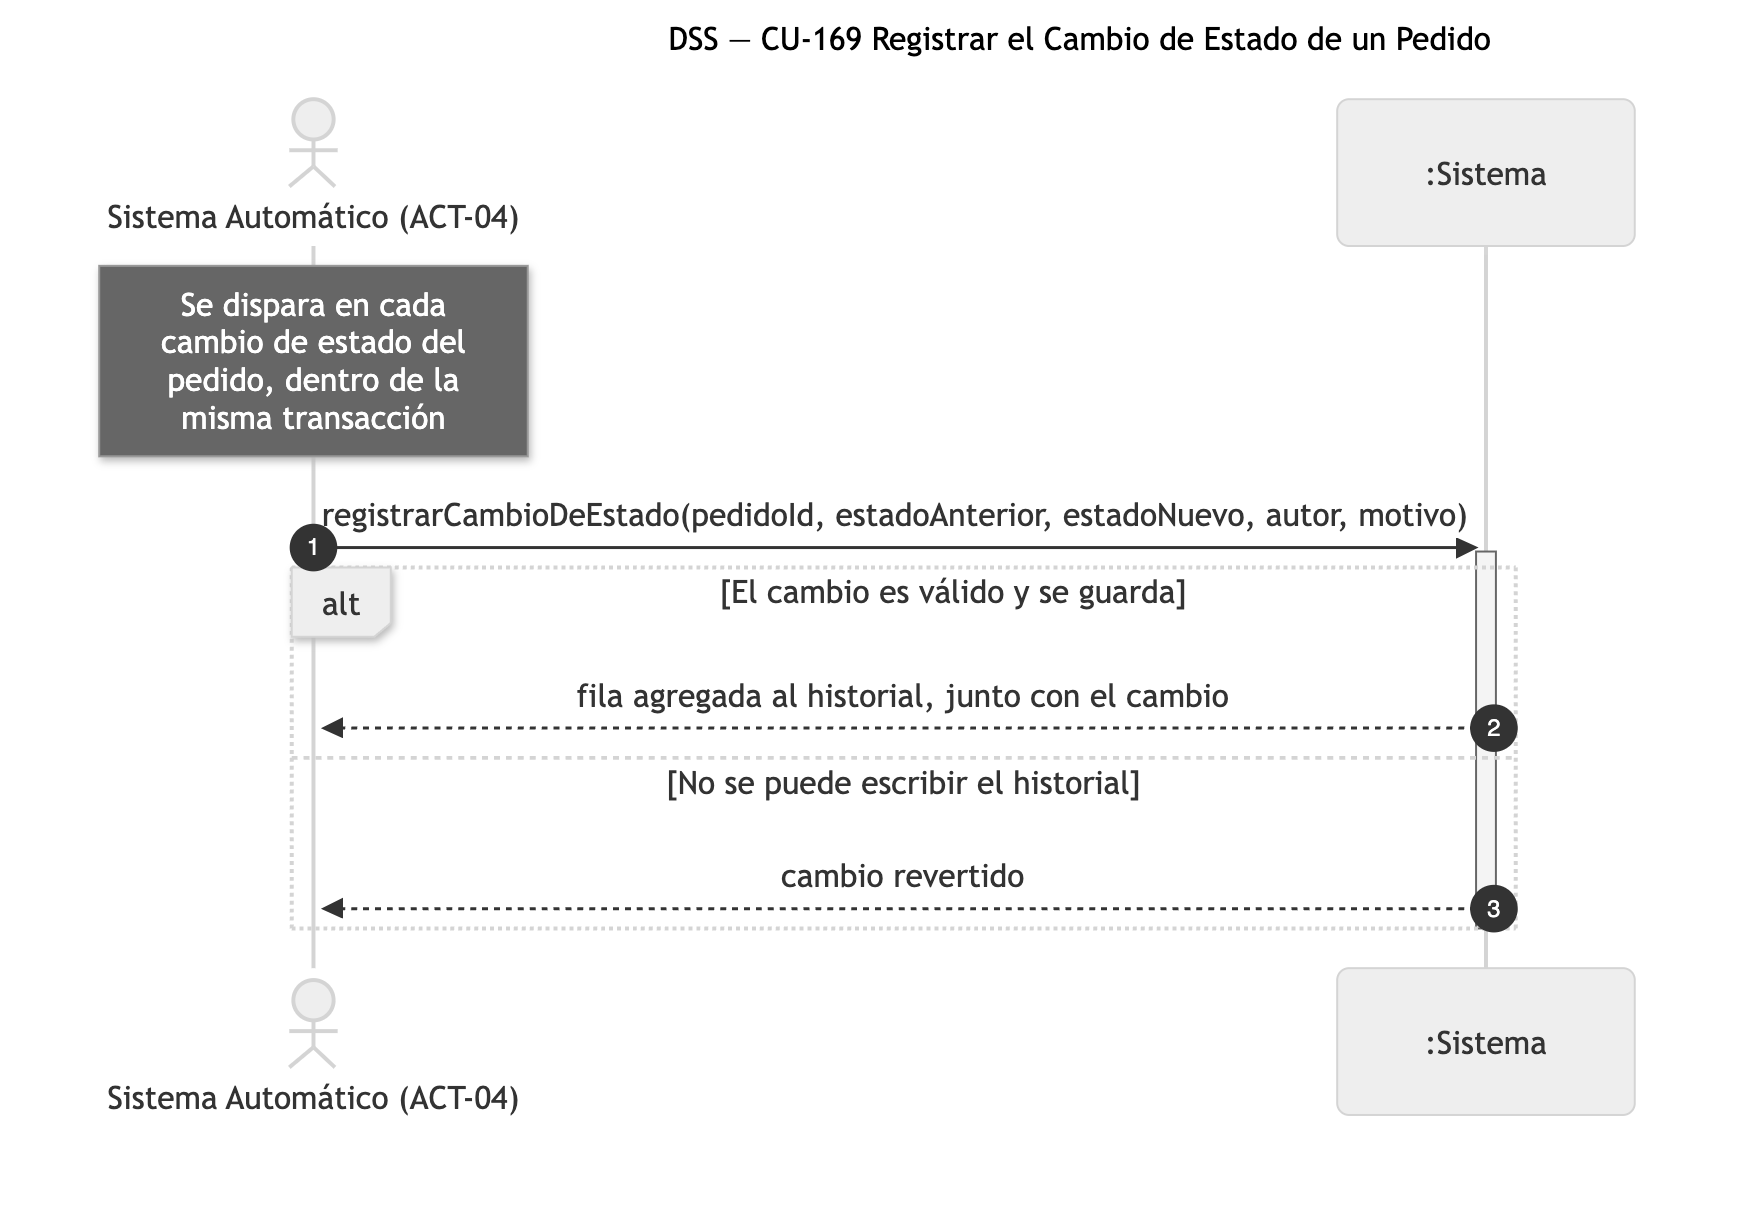 DSS — CU-169 Registrar el Cambio de Estado de un Pedido
Sistema Automático (ACT-04)
:Sistema
Se dispara en cada
cambio de estado del
pedido, dentro de la
misma transacción
registrarCambioDeEstado(pedidoId, estadoAnterior, estadoNuevo, autor, motivo)
1
alt
[El cambio es válido y se guarda]
fila agregada al historial, junto con el cambio
2
[No se puede escribir el historial]
cambio revertido
3
Sistema Automático (ACT-04)
:Sistema